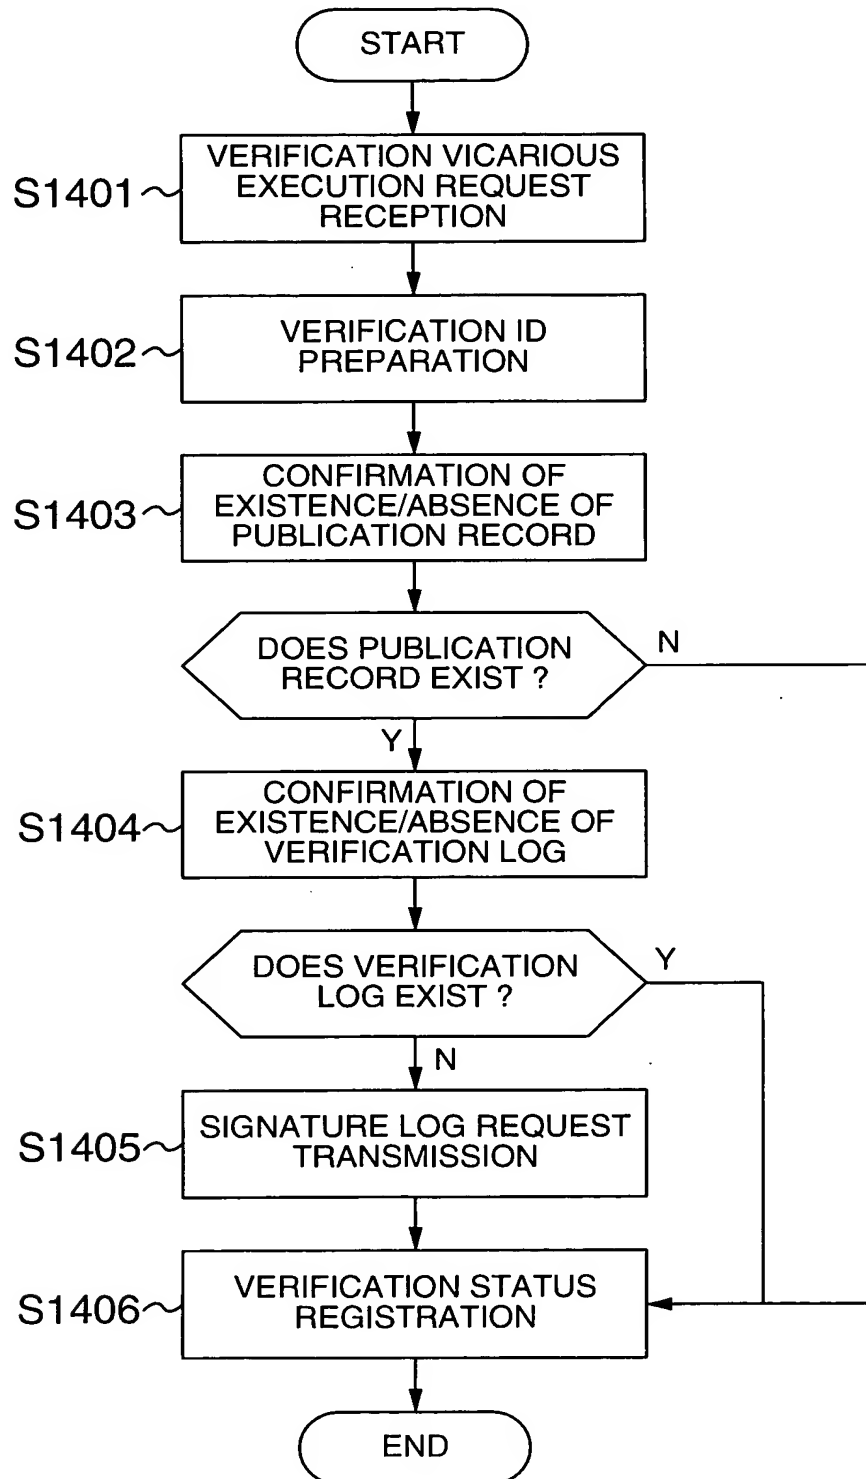 START
S1401
VERIFICATION VICARIOUS
EXECUTION REQUEST
RECEPTION
S1402
VERIFICATION ID
PREPARATION
S1403
CONFIRMATION OF
EXISTENCE/ABSENCE OF
PUBLICATION RECORD
DOES PUBLICATION
RECORD EXIST ?
N
Y
S1404
CONFIRMATION OF
EXISTENCE/ABSENCE OF
VERIFICATION LOG
DOES VERIFICATION
LOG EXIST ?
Y
N
S1405
SIGNATURE LOG REQUEST
TRANSMISSION
S1406
VERIFICATION STATUS
REGISTRATION
END